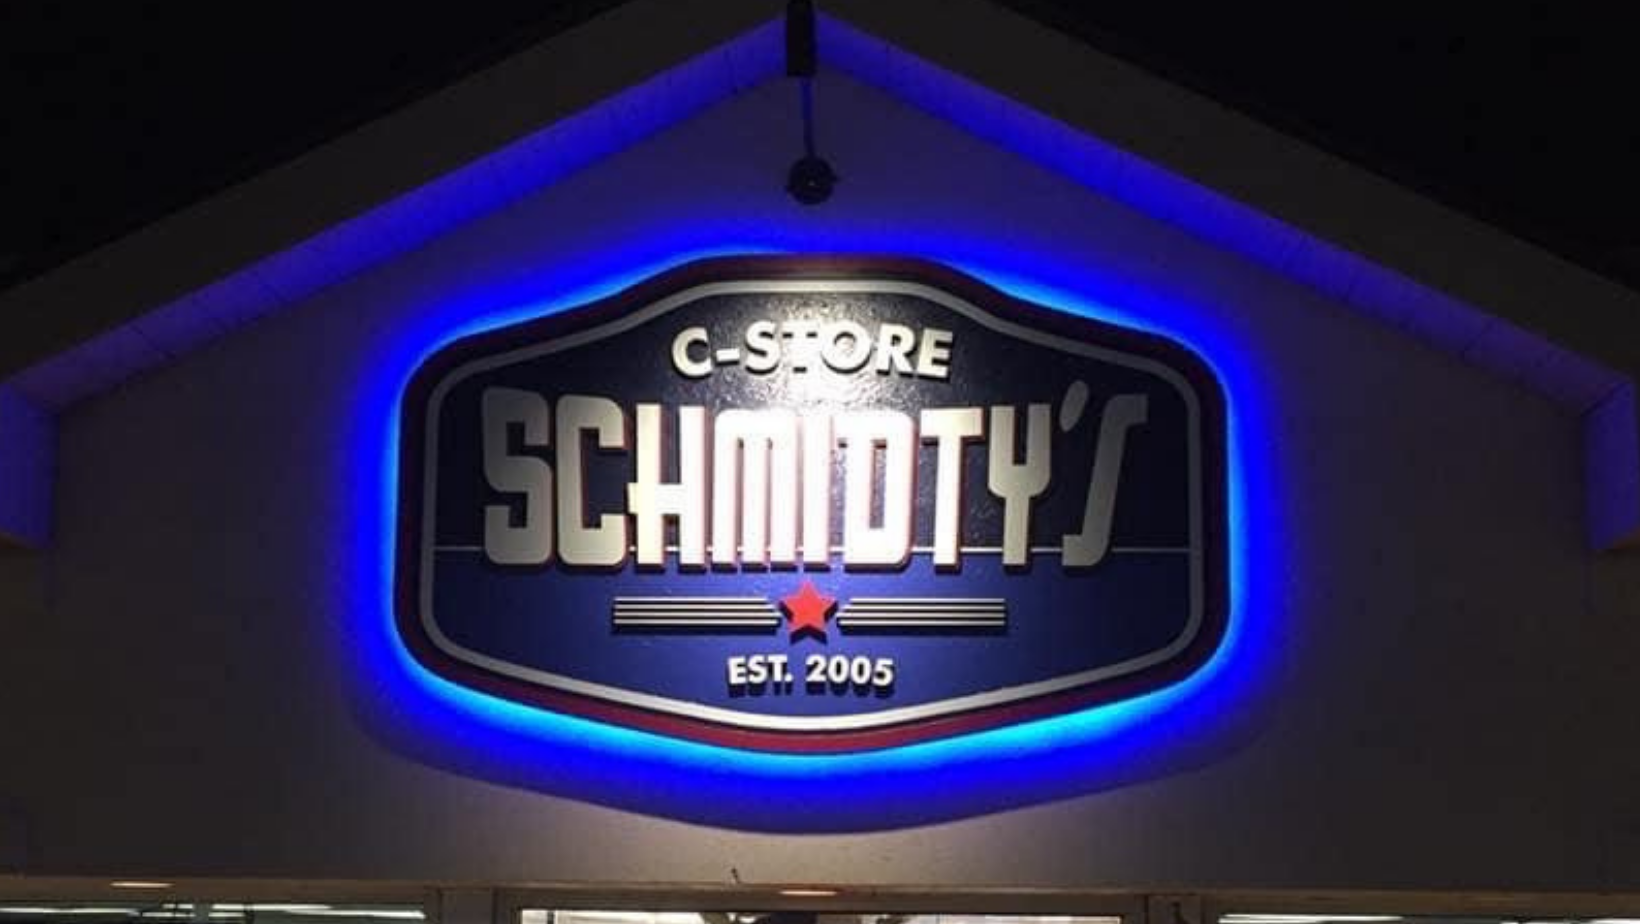 C-STORE
SCHMIDTY'S
EST. 2005